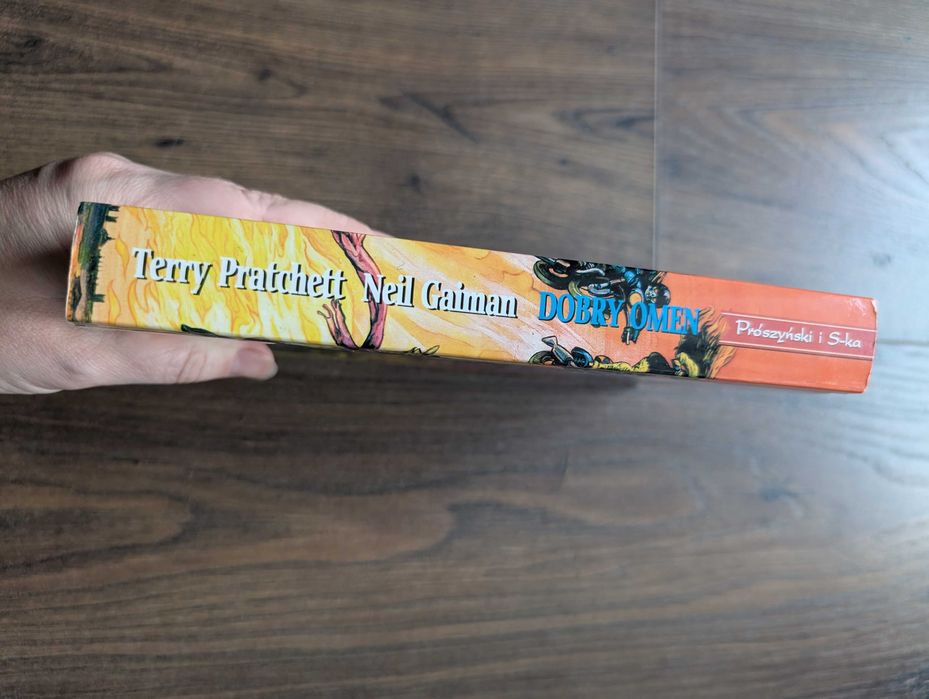 Terry Pratchett Neil Gaiman DOBRY OMEN Prószyński i S-ka